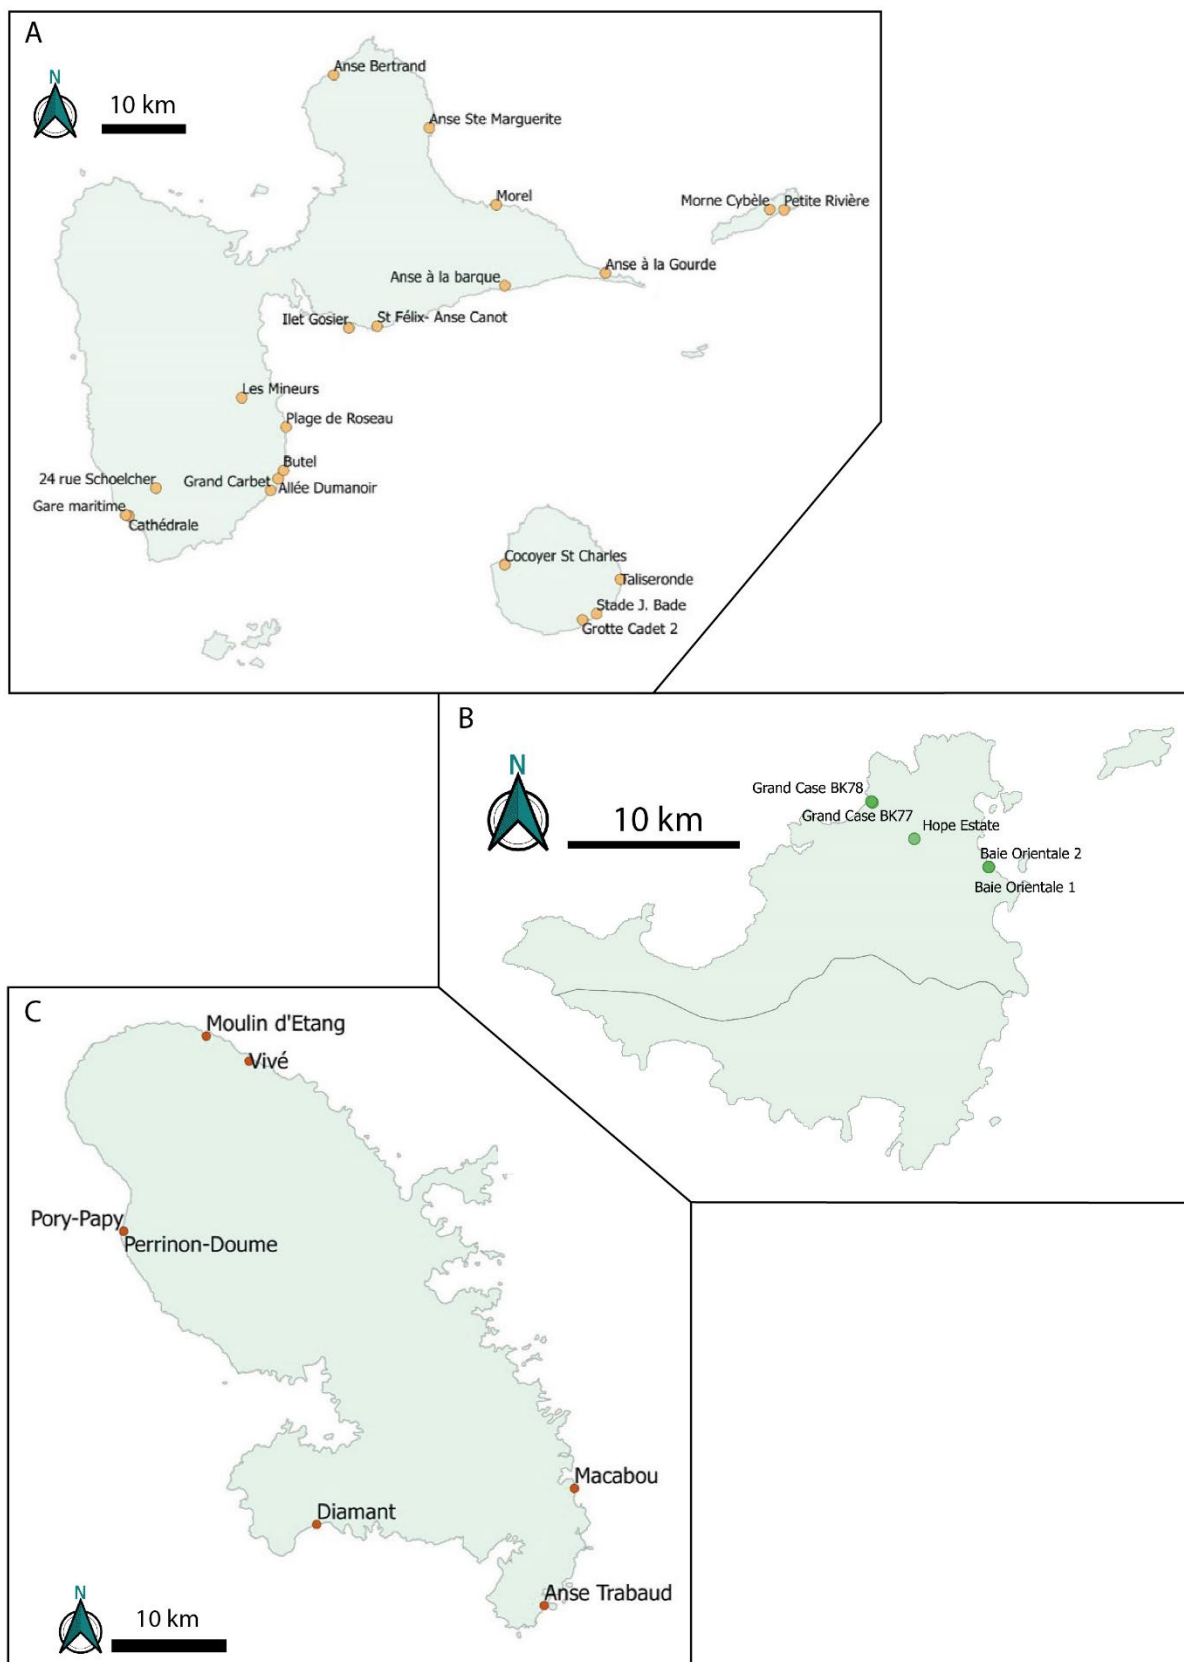 A
N
10 km
Anse Bertrand
Anse Ste Marguerite
Morel
Morne Cybèle
Petite Rivière
Anse à la Gourde
Anse à la barque
Ilet Gosier
St Félix- Anse Canot
Les Mineurs
Plage de Roseau
Butel
24 rue Schoelcher
Grand Carbet
Allée Dumanoir
Gare maritime
Cathédrale
Cocoyer St Charles
Taliseronde
Stade J. Bade
Grotte Cadet 2
B
N
10 km
Grand Case BK78
Grand Case BK77
Hope Estate
Baie Orientale 2
Baie Orientale 1
C
Moulin d'Etang
Vivé
Pory-Papy
Perrinon-Doume
Macabou
Diamant
Anse Trabaud
N
10 km